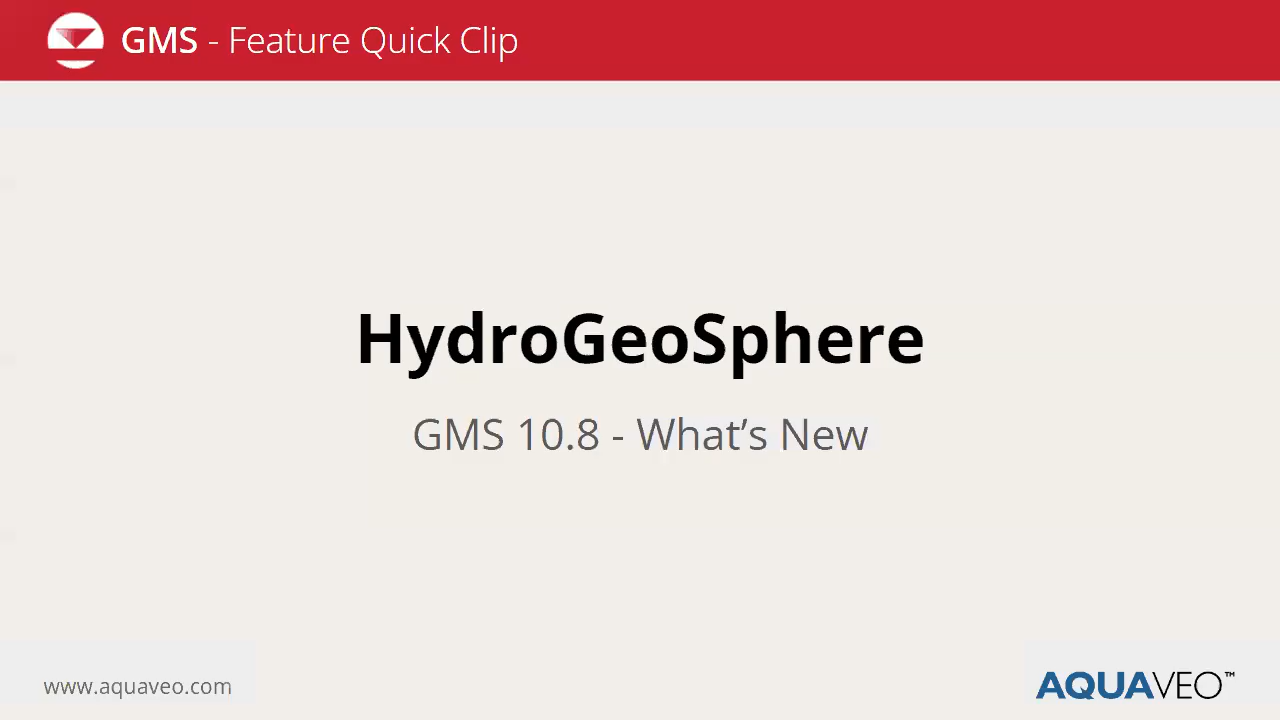 GMS - Feature Quick Clip
HydroGeoSphere
GMS 10.8 - What’s New
www.aquaveo.com
AQUAVEO™